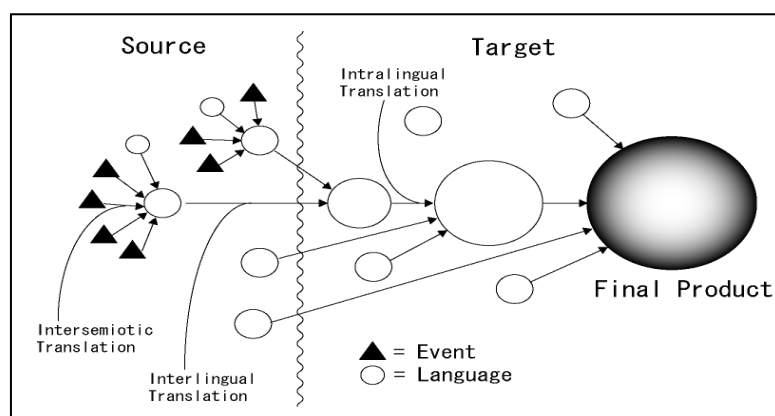 Source
Target
Intralingual
Translation
Final Product
Intersemiotic
Translation
Interlingual
Translation
= Event
= Language